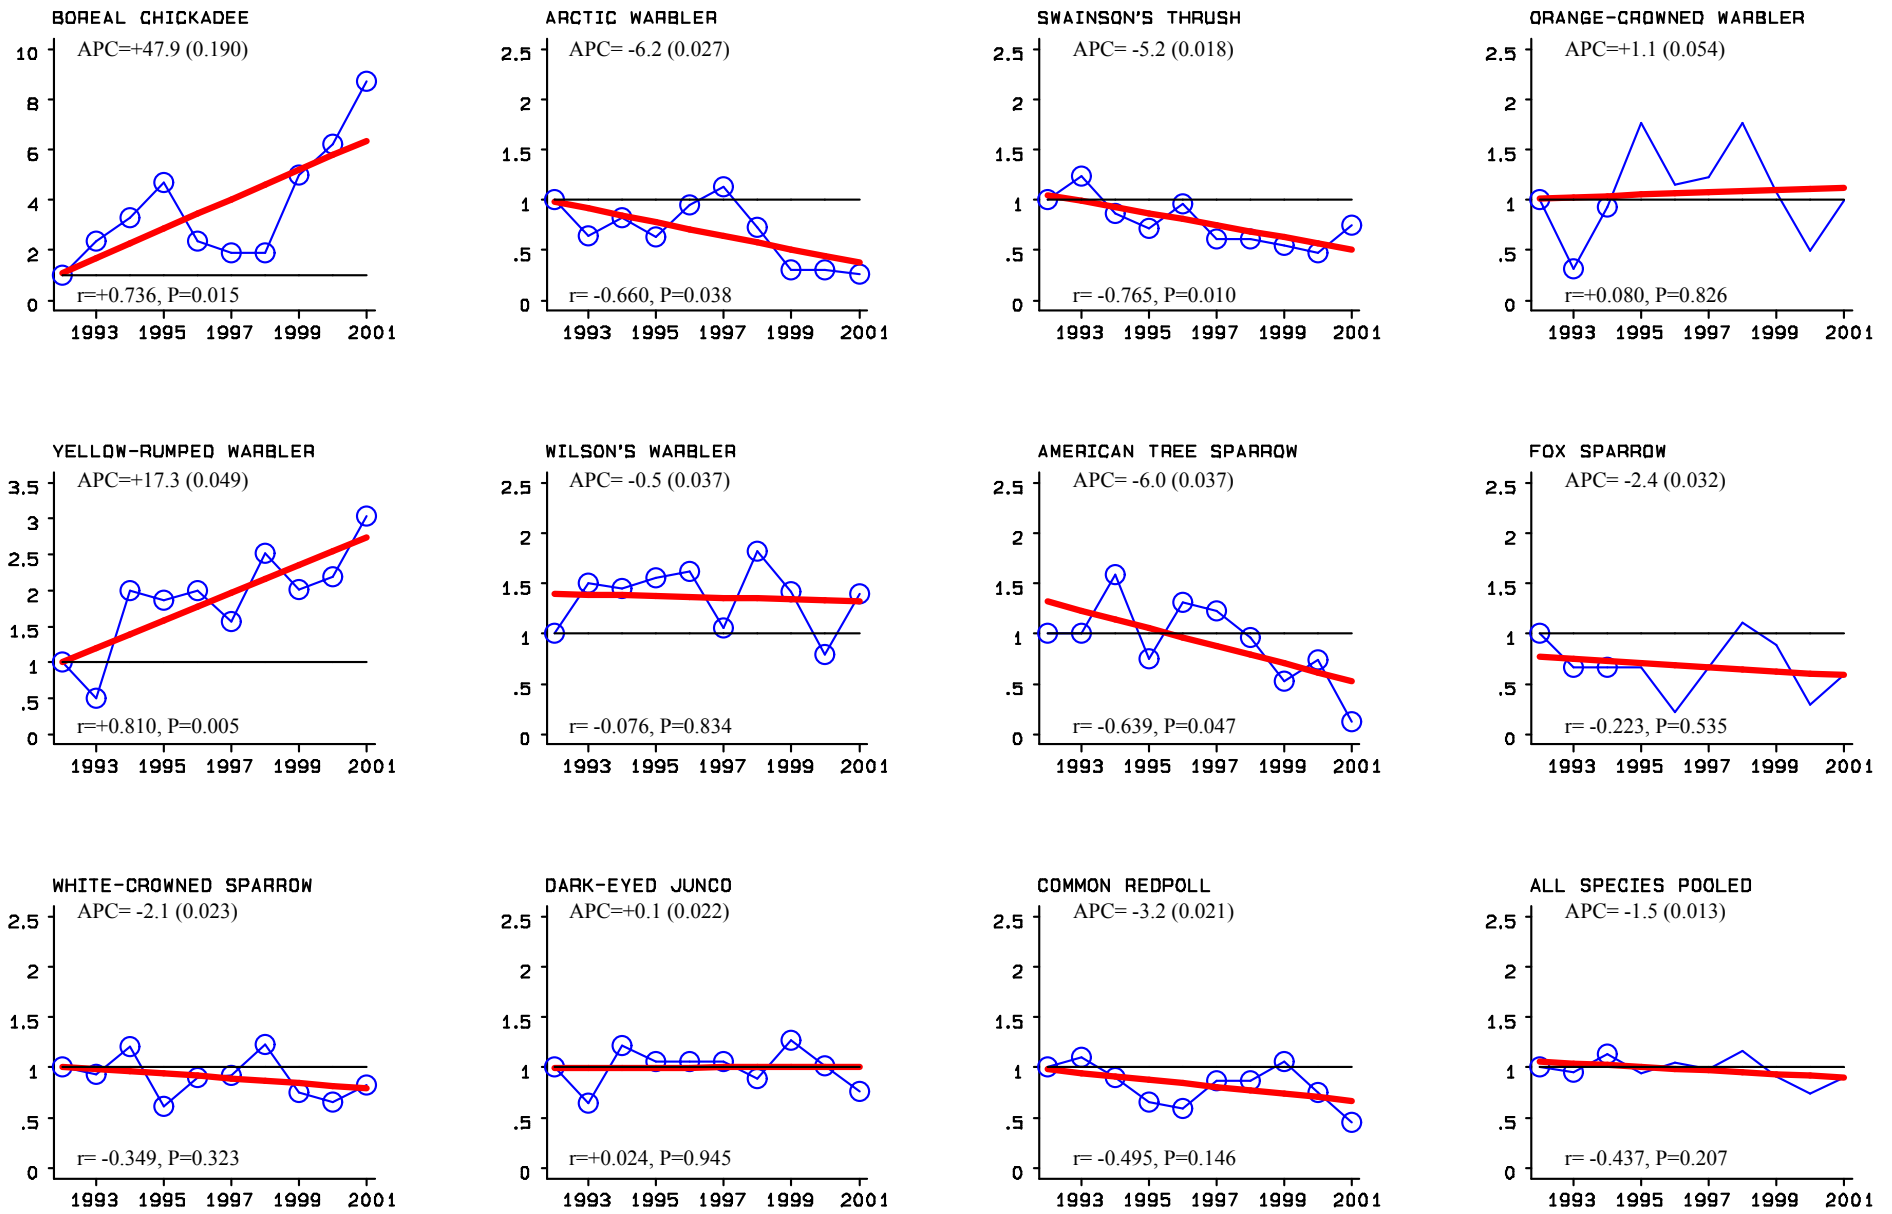 BOREAL CHICKADEE
APC=+47.9 (0.190)
10
8
6
4
2
0
r=+0.736, P=0.015
1993 1995 1997 1999 2001
ARCTIC WARBLER
APC= -6.2 (0.027)
2.5
2
1.5
1
.5
0
r= -0.660, P=0.038
1993 1995 1997 1999 2001
SWAINSON'S THRUSH
APC= -5.2 (0.018)
2.5
2
1.5
1
.5
0
r= -0.765, P=0.010
1993 1995 1997 1999 2001
ORANGE-CROWNED WARBLER
APC=+1.1 (0.054)
2.5
2
1.5
1
.5
0
r=+0.080, P=0.826
1993 1995 1997 1999 2001
YELLOW-RUMPED WARBLER
APC=+17.3 (0.049)
3.5
3
2.5
2
1.5
1
.5
0
r=+0.810, P=0.005
1993 1995 1997 1999 2001
WILSON'S WARBLER
APC= -0.5 (0.037)
2.5
2
1.5
1
.5
0
r= -0.076, P=0.834
1993 1995 1997 1999 2001
AMERICAN TREE SPARROW
APC= -6.0 (0.037)
2.5
2
1.5
1
.5
0
r= -0.639, P=0.047
1993 1995 1997 1999 2001
FOX SPARROW
APC= -2.4 (0.032)
2.5
2
1.5
1
.5
0
r= -0.223, P=0.535
1993 1995 1997 1999 2001
WHITE-CROWNED SPARROW
APC= -2.1 (0.023)
2.5
2
1.5
1
.5
0
r= -0.349, P=0.323
1993 1995 1997 1999 2001
DARK-EYED JUNCO
APC=+0.1 (0.022)
2.5
2
1.5
1
.5
0
r=+0.024, P=0.945
1993 1995 1997 1999 2001
COMMON REDPOLL
APC= -3.2 (0.021)
2.5
2
1.5
1
.5
0
r= -0.495, P=0.146
1993 1995 1997 1999 2001
ALL SPECIES POOLED
APC= -1.5 (0.013)
2.5
2
1.5
1
.5
0
r= -0.437, P=0.207
1993 1995 1997 1999 2001